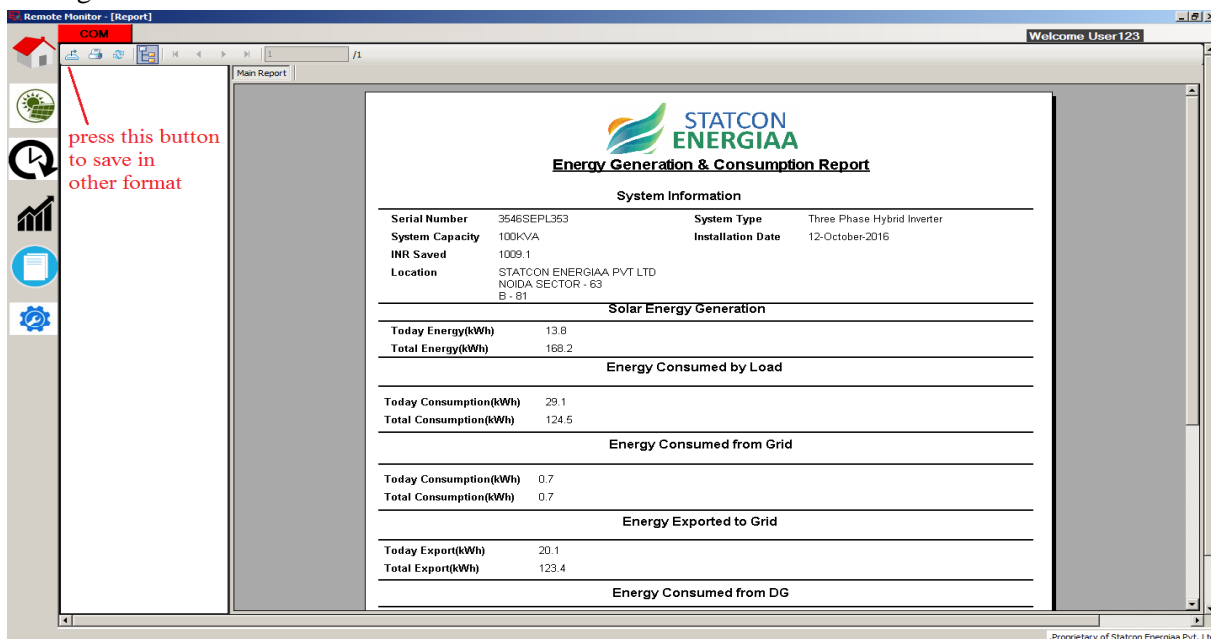 Remote Monitor - [Report]
COM
Welcome User123
1 /1
Main Report
press this button
to save in
other format
STATCON
ENERGIAA
Energy Generation & Consumption Report
System Information
Serial Number 3546SEPL353 System Type Three Phase Hybrid Inverter
System Capacity 100KVA Installation Date 12-October-2016
INR Saved 1009.1
Location STATCON ENERGIAA PVT LTD
NOIDA SECTOR - 63
B - 81
Solar Energy Generation
Today Energy(kWh) 13.8
Total Energy(kWh) 168.2
Energy Consumed by Load
Today Consumption(kWh) 29.1
Total Consumption(kWh) 124.5
Energy Consumed from Grid
Today Consumption(kWh) 0.7
Total Consumption(kWh) 0.7
Energy Exported to Grid
Today Export(kWh) 20.1
Total Export(kWh) 123.4
Energy Consumed from DG
.Proprietary of Statcon Energiaa Pvt. Lt